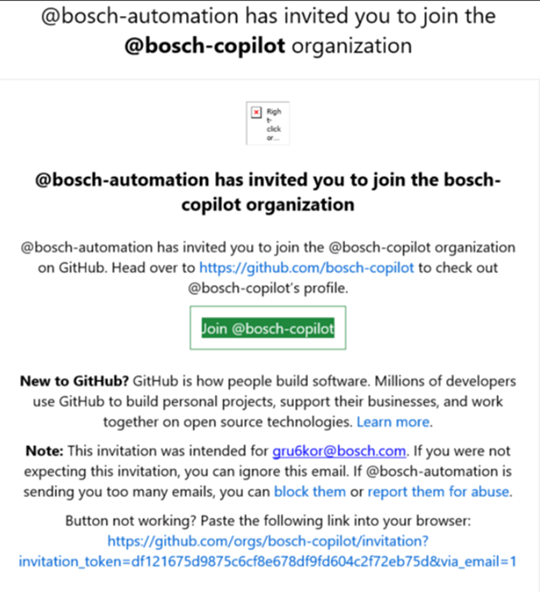 @bosch-automation has invited you to join the
@bosch-copilot organization
Righ
t-
click
or...
@bosch-automation has invited you to join the bosch-
copilot organization
@bosch-automation has invited you to join the @bosch-copilot organization
on GitHub. Head over to https://github.com/bosch-copilot to check out
@bosch-copilot's profile.
Join @bosch-copilot
New to GitHub? GitHub is how people build software. Millions of developers
use GitHub to build personal projects, support their businesses, and work
together on open source technologies. Learn more.
Note: This invitation was intended for gru6kor@bosch.com. If you were not
expecting this invitation, you can ignore this email. If @bosch-automation is
sending you too many emails, you can block them or report them for abuse.
Button not working? Paste the following link into your browser:
https://github.com/orgs/bosch-copilot/invitation?
invitation_token=df121675d9875c6cf8e678df9fd604c2f72eb75d&via_email=1